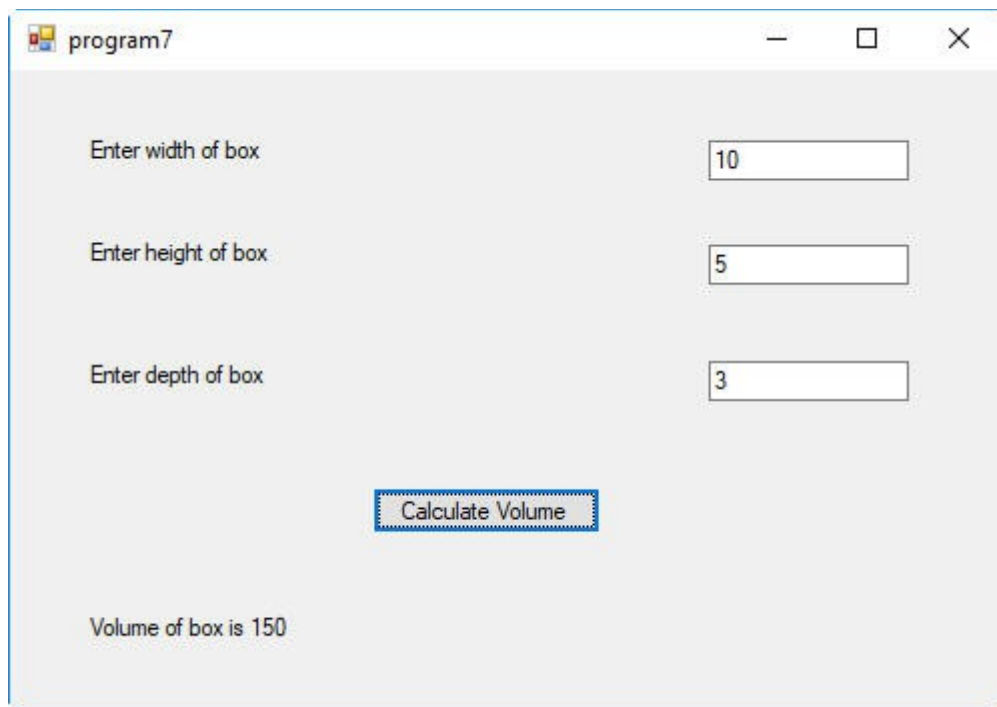 program7
Enter width of box
10
Enter height of box
5
Enter depth of box
3
Calculate Volume
Volume of box is 150